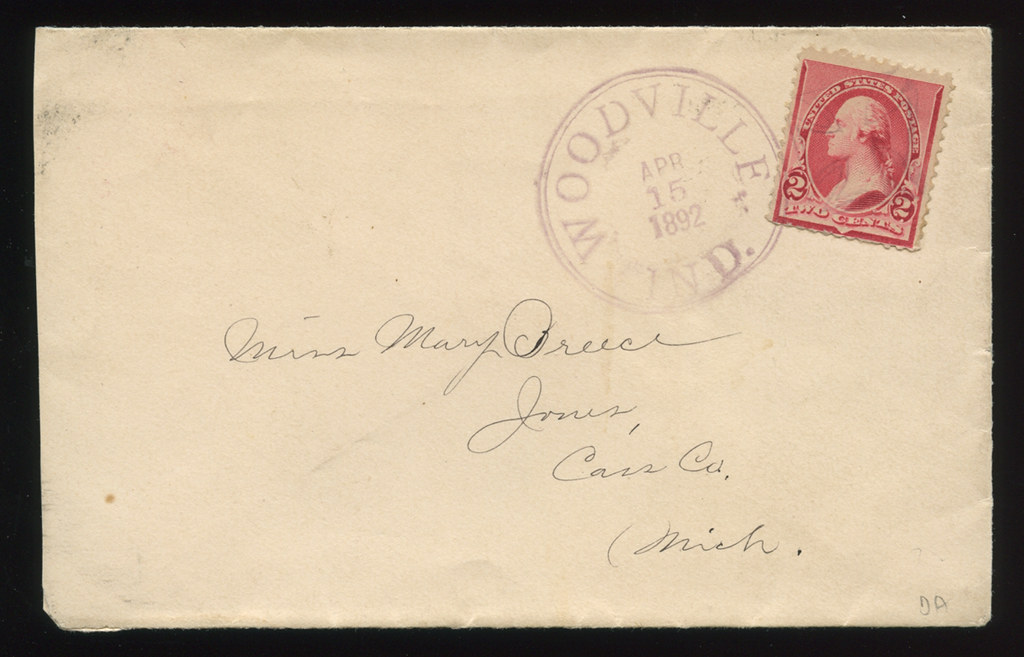 WOODVILLE, IND.
APR
15
1892
UNITED STATES POSTAGE
2 2
TWO CENTS
Miss Mary Breece
Jones,
Cass Co.
Mich.
DA